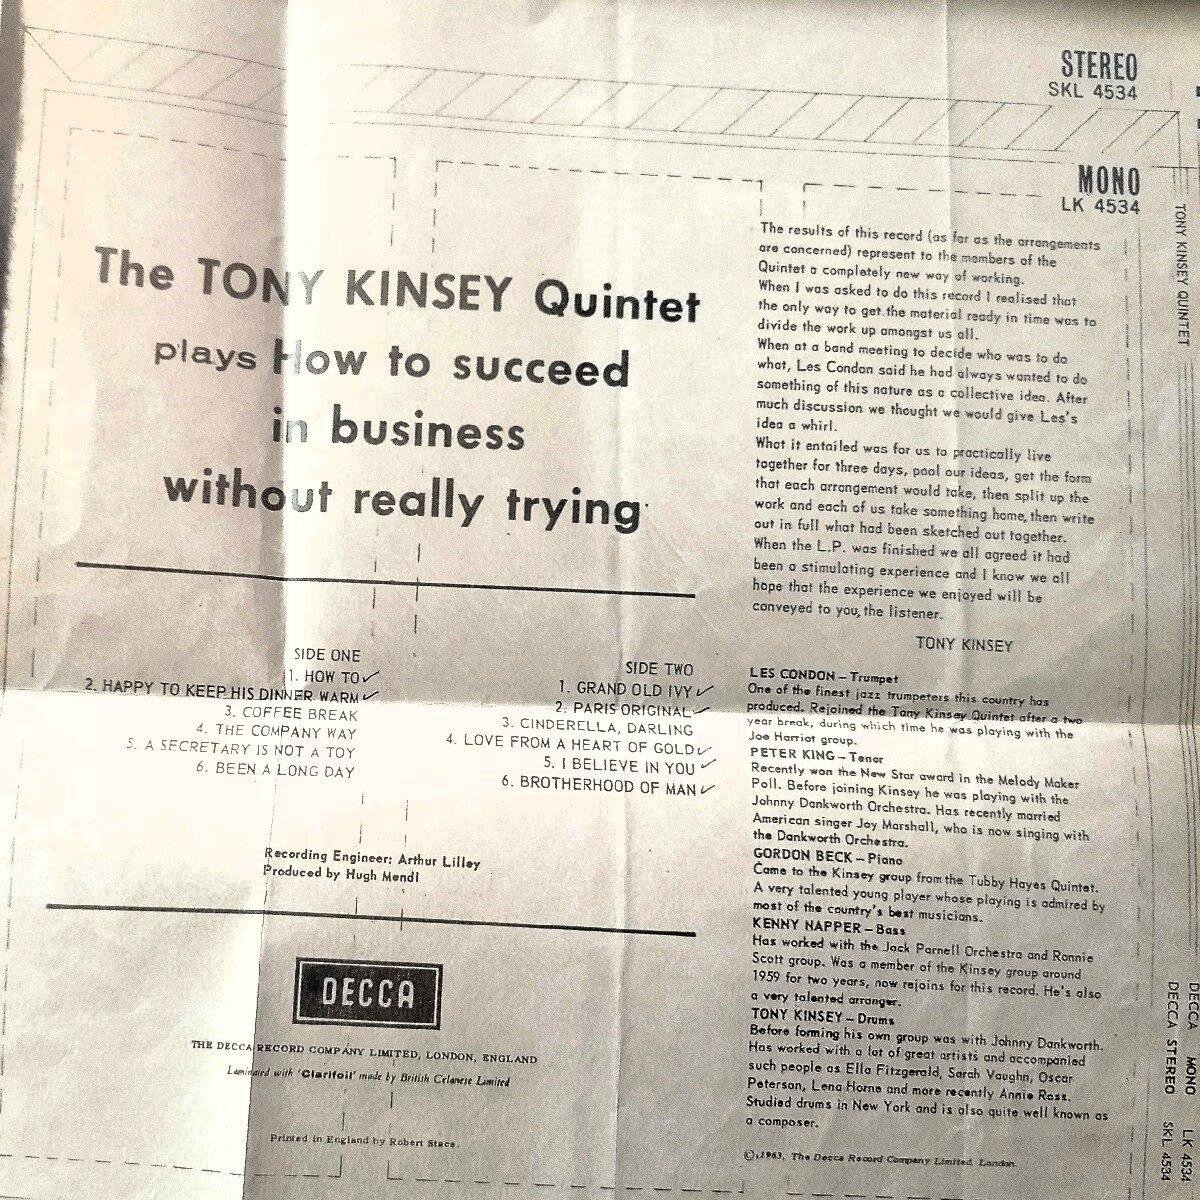 STEREO
SKL 4534
MONO
LK 4534
The TONY KINSEY Quintet
plays How to succeed
in business
without really trying
SIDE ONE
1. HOW TO ✓
2. HAPPY TO KEEP HIS DINNER WARM ✓
3. COFFEE BREAK
4. THE COMPANY WAY
5. A SECRETARY IS NOT A TOY
6. BEEN A LONG DAY
SIDE TWO
1. GRAND OLD IVY ✓
2. PARIS ORIGINAL ✓
3. CINDERELLA, DARLING
4. LOVE FROM A HEART OF GOLD ✓
5. I BELIEVE IN YOU ✓
6. BROTHERHOOD OF MAN ✓
Recording Engineer: Arthur Lilley
Produced by Hugh Mendl
DECCA
THE DECCA RECORD COMPANY LIMITED, LONDON, ENGLAND
Laminated with 'Clarifoil' made by British Celanese Limited
Printed in England by Robert Stace.
The results of this record (as far as the arrangements
are concerned) represent to the members of the
Quintet a completely new way of working.
When I was asked to do this record I realised that
the only way to get the material ready in time was to
divide the work up amongst us all.
When at a band meeting to decide who was to do
what, Les Condon said he had always wanted to do
something of this nature as a collective idea. After
much discussion we thought we would give Les's
idea a whirl.
What it entailed was for us to practically live
together for three days, pool our ideas, get the form
that each arrangement would take, then split up the
work and each of us take something home, then write
out in full what had been sketched out together.
When the L.P. was finished we all agreed it had
been a stimulating experience and I know we all
hope that the experience we enjoyed will be
conveyed to you, the listener.
TONY KINSEY
LES CONDON – Trumpet
One of the finest jazz trumpeters this country has
produced. Rejoined the Tony Kinsey Quintet after a two
year break, during which time he was playing with the
Joe Harriot group.
PETER KING – Tenor
Recently won the New Star award in the Melody Maker
Poll. Before joining Kinsey he was playing with the
Johnny Dankworth Orchestra. Has recently married
American singer Joy Marshall, who is now singing with
the Dankworth Orchestra.
GORDON BECK – Piano
Came to the Kinsey group from the Tubby Hayes Quintet.
A very talented young player whose playing is admired by
most of the country's best musicians.
KENNY NAPPER – Bass
Has worked with the Jack Parnell Orchestra and Ronnie
Scott group. Was a member of the Kinsey group around
1959 for two years, now rejoins for this record. He's also
a very talented arranger.
TONY KINSEY – Drums
Before forming his own group was with Johnny Dankworth.
Has worked with a lot of great artists and accompanied
such people as Ella Fitzgerald, Sarah Vaughn, Oscar
Peterson, Lena Horne and more recently Annie Ross.
Studied drums in New York and is also quite well known as
a composer.
©, 1963, The Decca Record Company Limited, London.
TONY KINSEY QUINTET
DECCA STEREO SKL 4534
DECCA MONO LK 4534